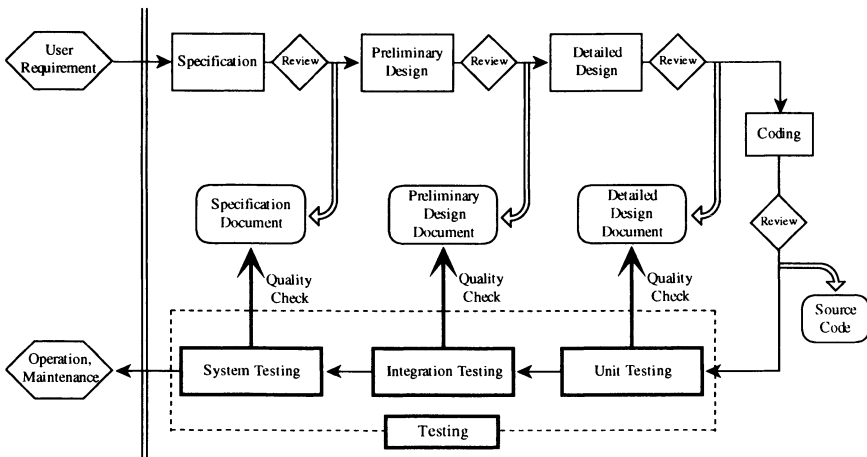 User
Requirement
Specification
Review
Preliminary
Design
Review
Detailed
Design
Review
Coding
Review
Source
Code
Specification
Document
Preliminary
Design
Document
Detailed
Design
Document
Quality
Check
Quality
Check
Quality
Check
Operation,
Maintenance
System Testing
Integration Testing
Unit Testing
Testing